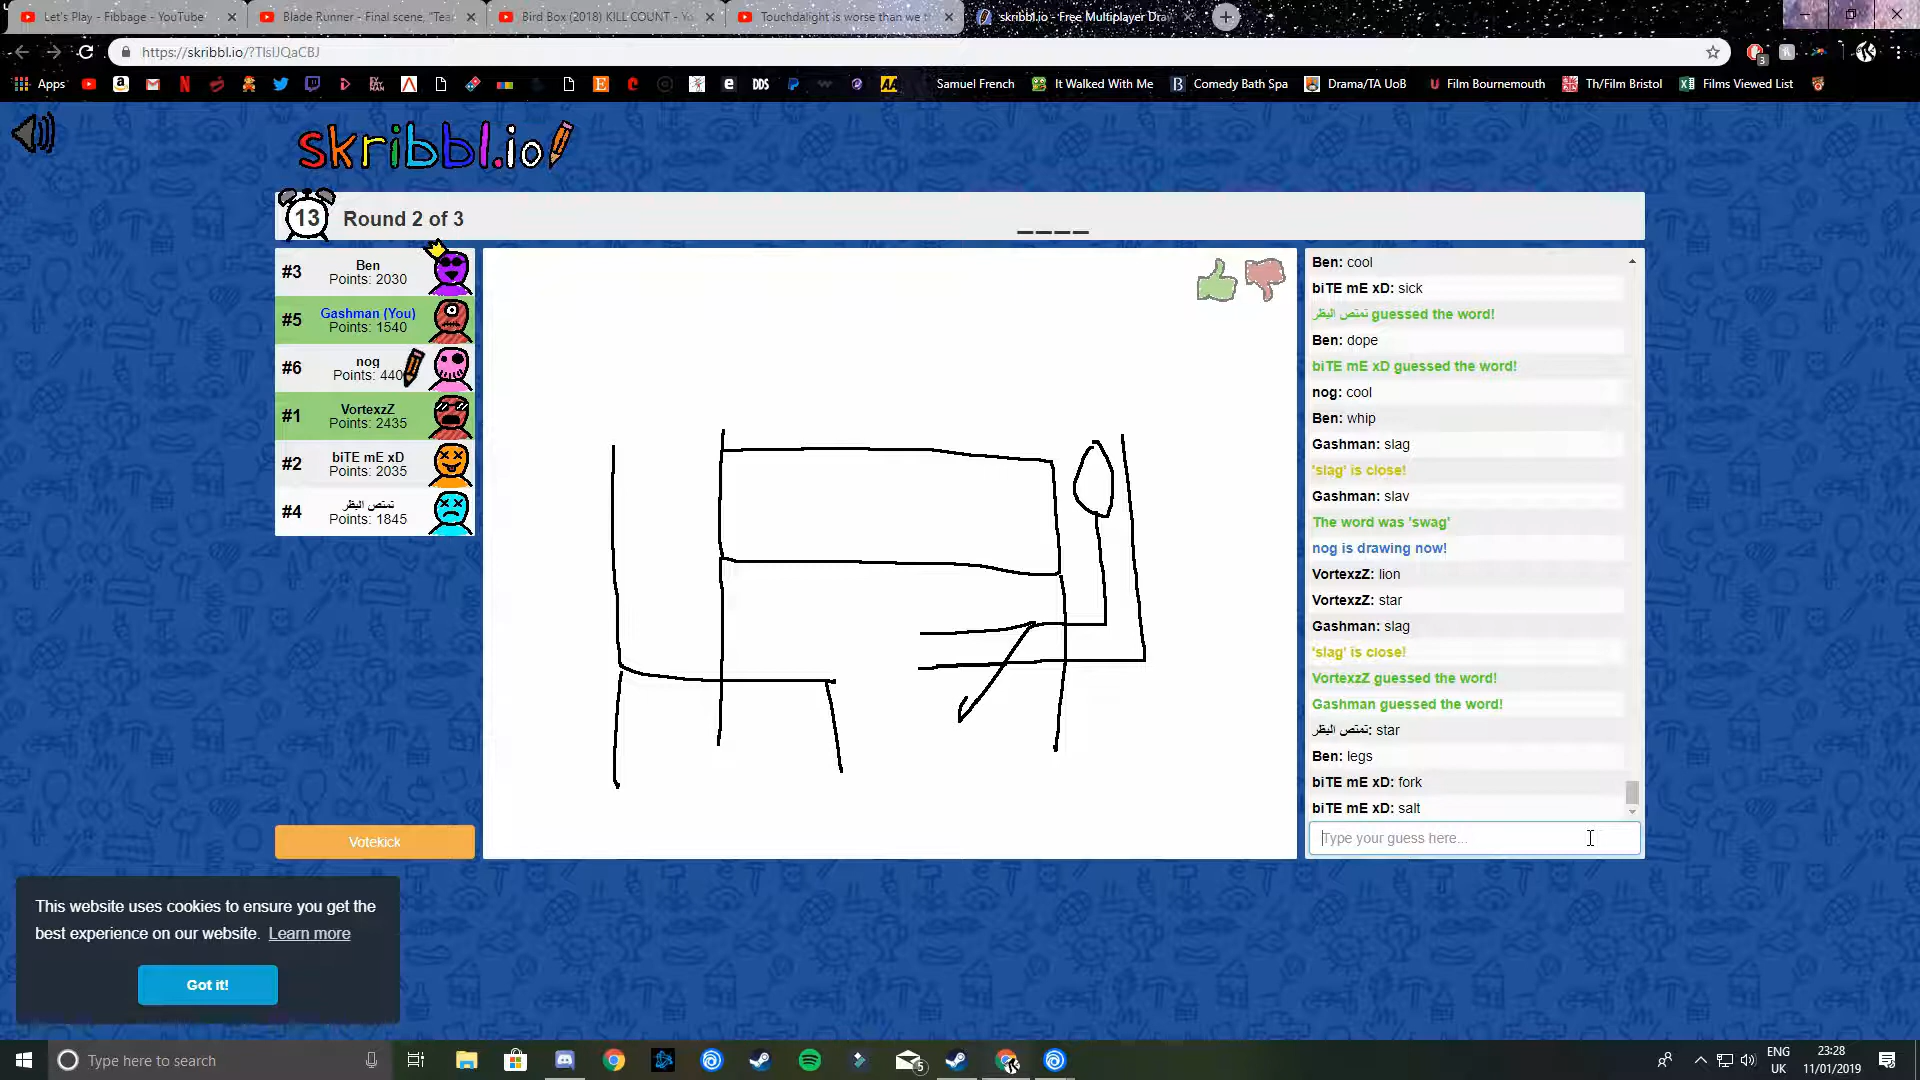 Let's Play - Fibbage - YouTube
Blade Runner - Final scene, "Tea
Bird Box (2018) KILL COUNT - Yo
Touchdalight is worse than we t
skribbl.io - Free Multiplayer Dra
https://skribbl.io/?TIsIJQaCBJ
Apps
DDS
AA
Samuel French
It Walked With Me
Comedy Bath Spa
Drama/TA UoB
Film Bournemouth
Th/Film Bristol
Films Viewed List
skribbl.io
13
Round 2 of 3
____
#3
Ben
Points: 2030
#5
Gashman (You)
Points: 1540
#6
nog
Points: 440
#1
VortexzZ
Points: 2435
#2
biTE mE xD
Points: 2035
#4
تمتص البظر
Points: 1845
Votekick
Ben: cool
biTE mE xD: sick
تمتص البظر guessed the word!
Ben: dope
biTE mE xD guessed the word!
nog: cool
Ben: whip
Gashman: slag
'slag' is close!
Gashman: slav
The word was 'swag'
nog is drawing now!
VortexzZ: lion
VortexzZ: star
Gashman: slag
'slag' is close!
VortexzZ guessed the word!
Gashman guessed the word!
تمتص البظر: star
Ben: legs
biTE mE xD: fork
biTE mE xD: salt
Type your guess here...
This website uses cookies to ensure you get the
best experience on our website. Learn more
Got it!
Type here to search
5
ENG
UK
23:28
11/01/2019